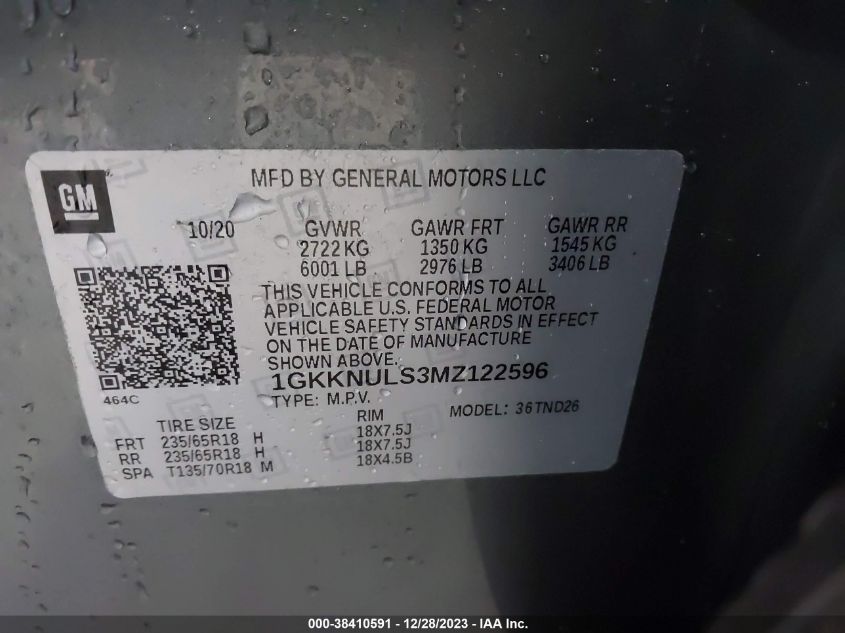 GM
MFD BY GENERAL MOTORS LLC
10/20 GVWR GAWR FRT GAWR RR
2722 KG 1350 KG 1545 KG
6001 LB 2976 LB 3406 LB
THIS VEHICLE CONFORMS TO ALL
APPLICABLE U.S. FEDERAL MOTOR
VEHICLE SAFETY STANDARDS IN EFFECT
ON THE DATE OF MANUFACTURE
SHOWN ABOVE.
1GKKNULS3MZ122596
464C
TYPE: M.P.V. MODEL: 36TND26
TIRE SIZE RIM
FRT 235/65R18 H 18X7.5J
RR 235/65R18 H 18X7.5J
SPA T135/70R18 M 18X4.5B
000-38410591 - 12/28/2023 - IAA Inc.